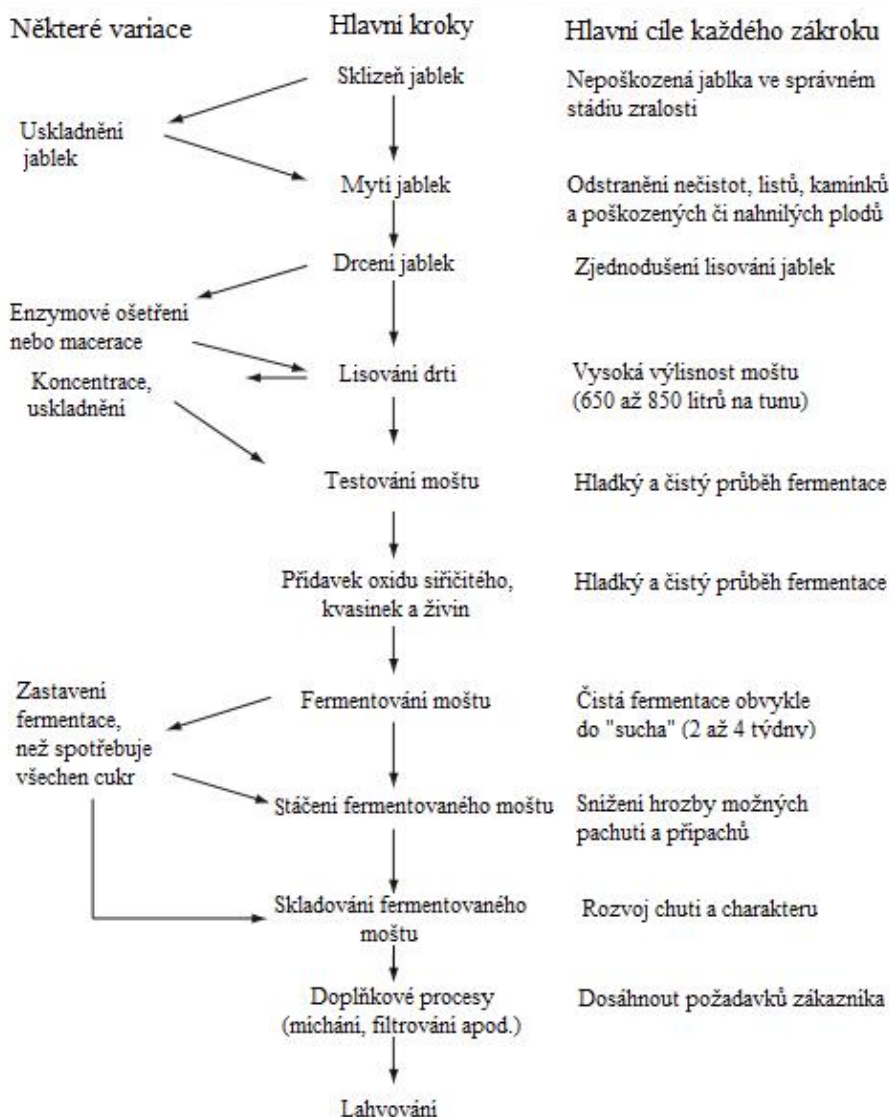 Některé variace
Hlavní kroky
Hlavní cíle každého zákroku
Sklizeň jablek
Nepoškozená jablka ve správném
stádiu zralosti
Uskladnění
jablek
Mytí jablek
Odstranění nečistot, listů, kamínků
a poškozených či nahnilých plodů
Drcení jablek
Zjednodušení lisování jablek
Enzymové ošetření
nebo macerace
Lisování drti
Vysoká výlisnost moštu
(650 až 850 litrů na tunu)
Koncentrace,
uskladnění
Testování moštu
Hladký a čistý průběh fermentace
Přídavek oxidu siřičitého,
kvasinek a živin
Hladký a čistý průběh fermentace
Zastavení
fermentace,
než spotřebuje
všechen cukr
Fermentování moštu
Čistá fermentace obvykle
do "sucha" (2 až 4 týdny)
Stáčení fermentovaného moštu
Snížení hrozby možných
pachutí a přípachů
Skladování fermentovaného
moštu
Rozvoj chuti a charakteru
Doplňkové procesy
(míchání, filtrování apod.)
Dosáhnout požadavků zákazníka
Lahvování